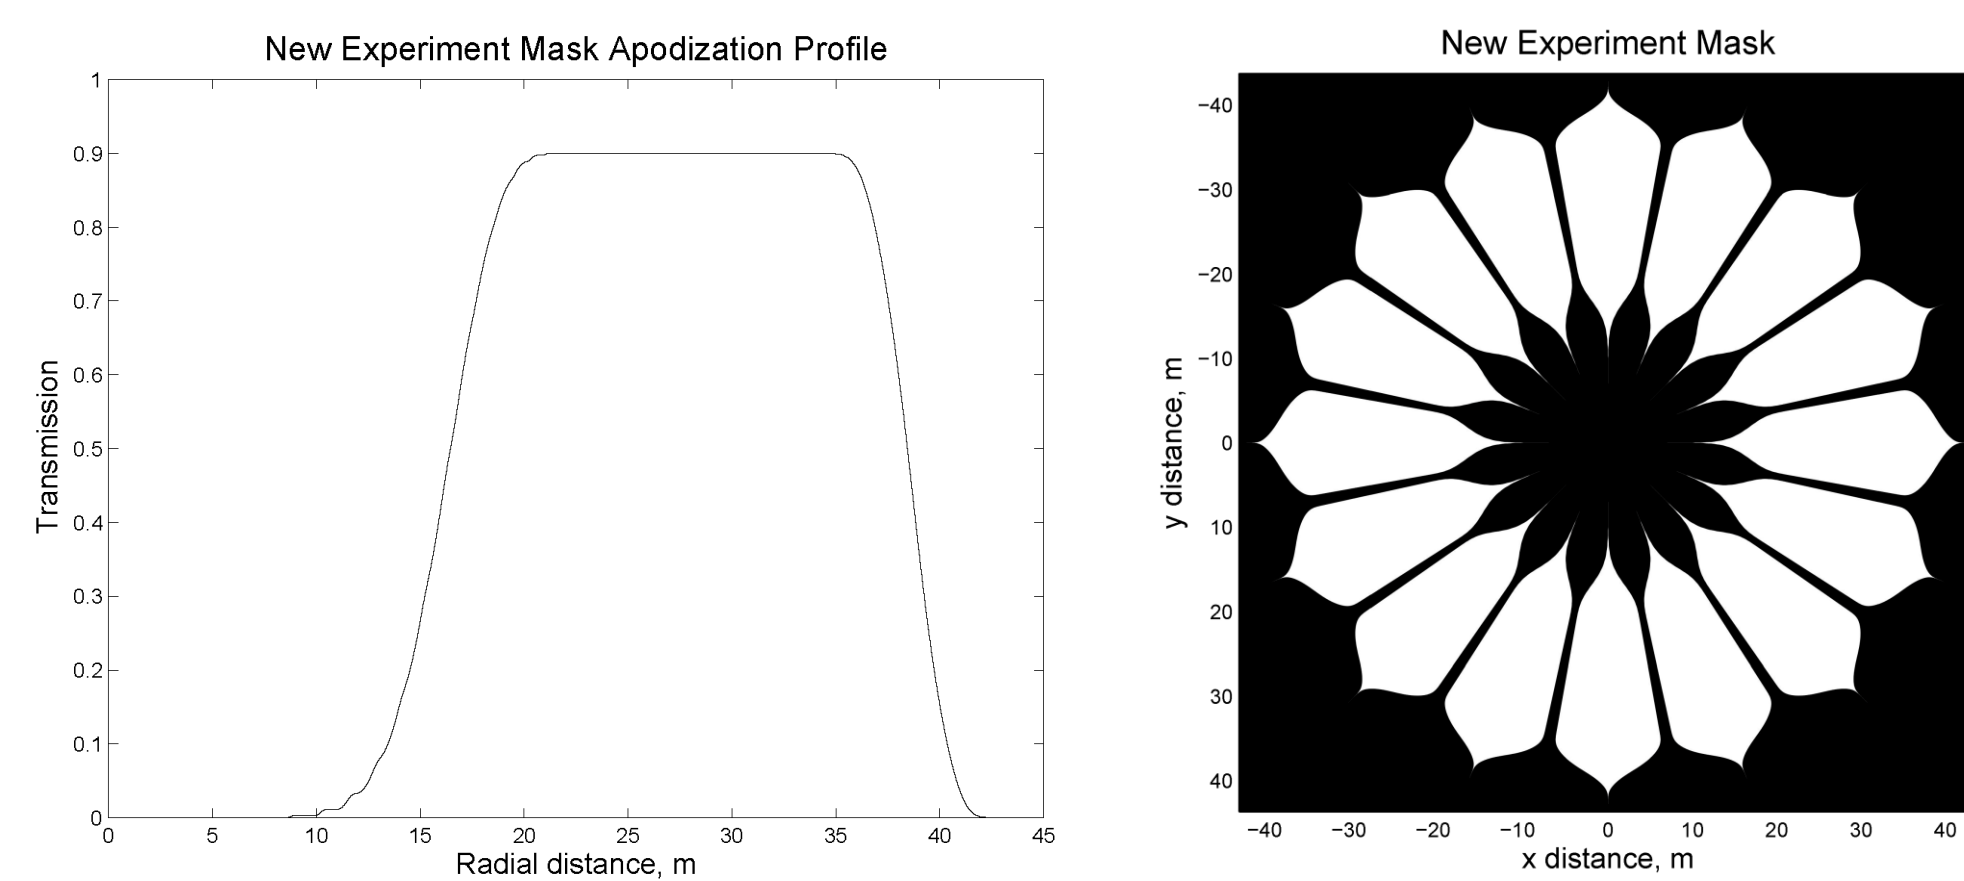 New Experiment Mask Apodization Profile
1
0.9
0.8
0.7
0.6
0.5
0.4
0.3
0.2
0.1
0
Transmission
0 5 10 15 20 25 30 35 40 45
Radial distance, m
New Experiment Mask
−40
−30
−20
−10
0
10
20
30
40
y distance, m
−40 −30 −20 −10 0 10 20 30 40
x distance, m